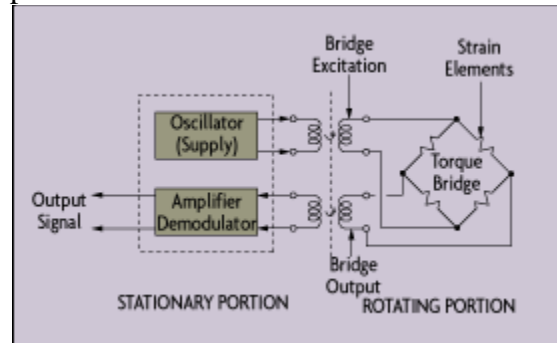 Bridge
Excitation
Strain
Elements
Oscillator
(Supply)
Torque
Bridge
Output
Signal
Amplifier
Demodulator
Bridge
Output
STATIONARY PORTION
ROTATING PORTION